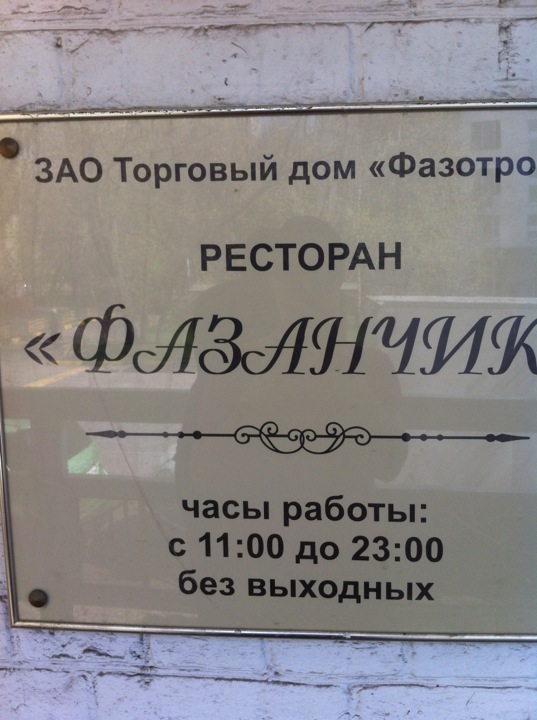 ЗАО Торговый дом «Фазотро
РЕСТОРАН
«ФАЗАНЧИК
часы работы:
с 11:00 до 23:00
без выходных